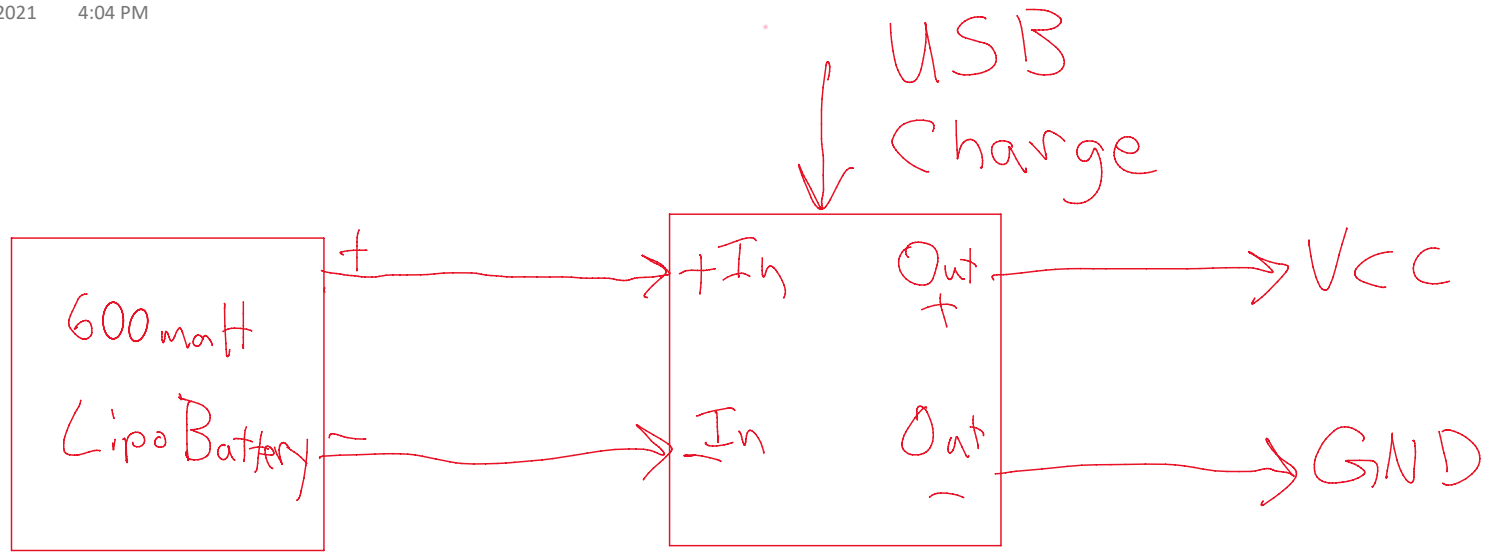 2021 4:04 PM
USB
Charge
+ +In Out VCC
+
600maH
Lipo Battery - -In Out GND
-